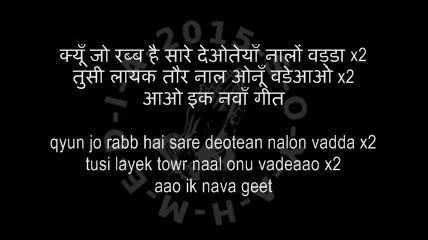 क्यूँ जो रब्ब है सारे देओतेयाँ नालों वड्डा x2
तुसी लायक तौर नाल ओनूँ वडेआओ x2
आओ इक नवाँ गीत
qyun jo rabb hai sare deotean nalon vadda x2
tusi layek towr naal onu vadeaao x2
aao ik nava geet